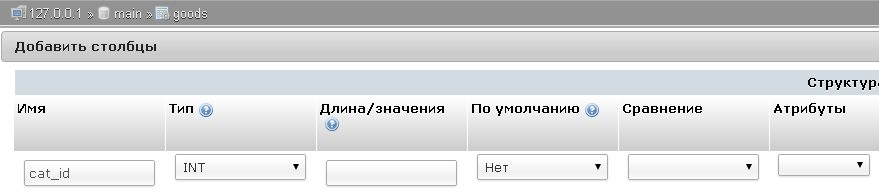 127.0.0.1 » main » goods
Добавить столбцы
Структура
Имя Тип Длина/значения По умолчанию Сравнение Атрибуты
cat_id INT Нет